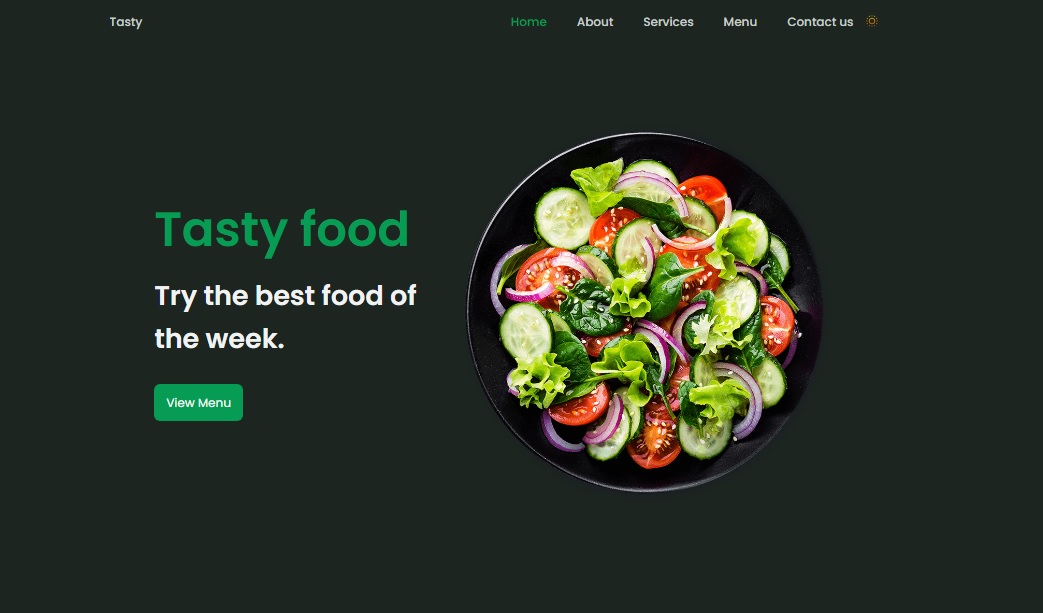 Tasty
Home About Services Menu Contact us
Tasty food
Try the best food of
the week.
View Menu